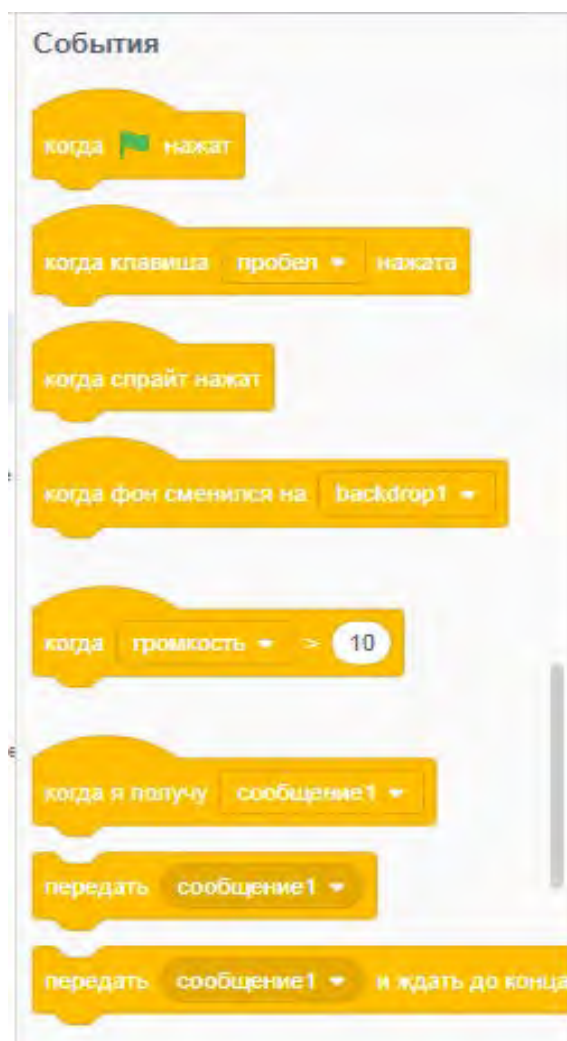 События
когда нажат
когда клавиша пробел нажата
когда спрайт нажат
когда фон сменился на backdrop1
когда громкость > 10
когда я получу сообщение1
передать сообщение1
передать сообщение1 и ждать до конца